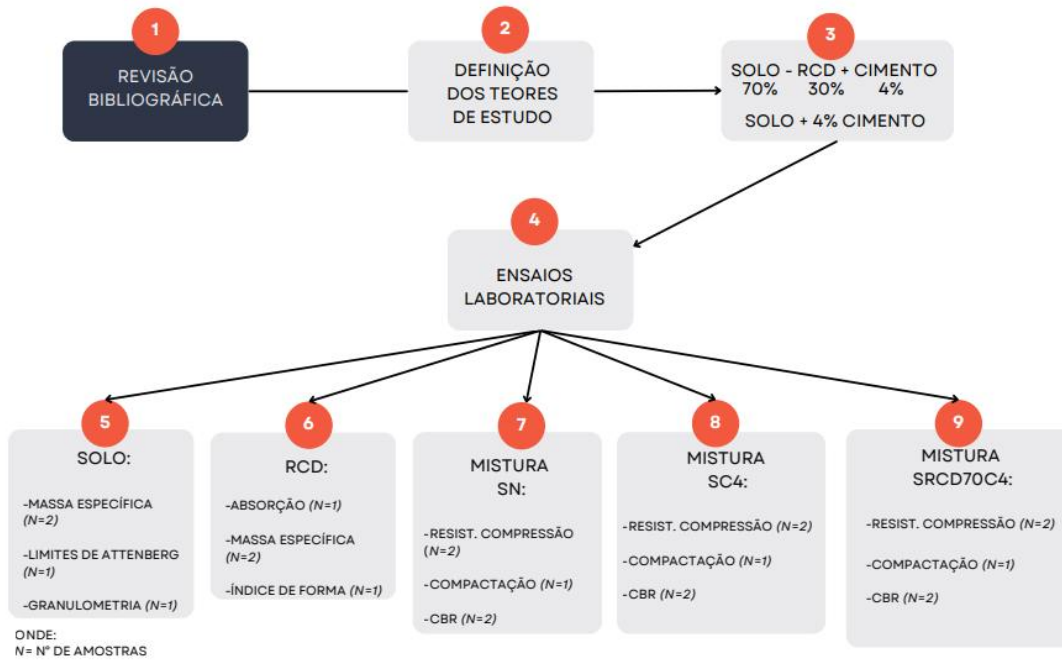 1
REVISÃO
BIBLIOGRÁFICA
2
DEFINIÇÃO
DOS TEORES
DE ESTUDO
3
SOLO - RCD + CIMENTO
70% 30% 4%
SOLO + 4% CIMENTO
4
ENSAIOS
LABORATORIAIS
5
SOLO:
-MASSA ESPECÍFICA
(N=2)
-LIMITES DE ATTENBERG
(N=1)
-GRANULOMETRIA (N=1)
6
RCD:
-ABSORÇÃO (N=1)
-MASSA ESPECÍFICA
(N=2)
-ÍNDICE DE FORMA (N=1)
7
MISTURA
SN:
-RESIST. COMPRESSÃO
(N=2)
-COMPACTAÇÃO (N=1)
-CBR (N=2)
8
MISTURA
SC4:
-RESIST. COMPRESSÃO (N=2)
-COMPACTAÇÃO (N=1)
-CBR (N=2)
9
MISTURA
SRCD70C4:
-RESIST. COMPRESSÃO (N=2)
-COMPACTAÇÃO (N=1)
-CBR (N=2)
ONDE:
N= N° DE AMOSTRAS